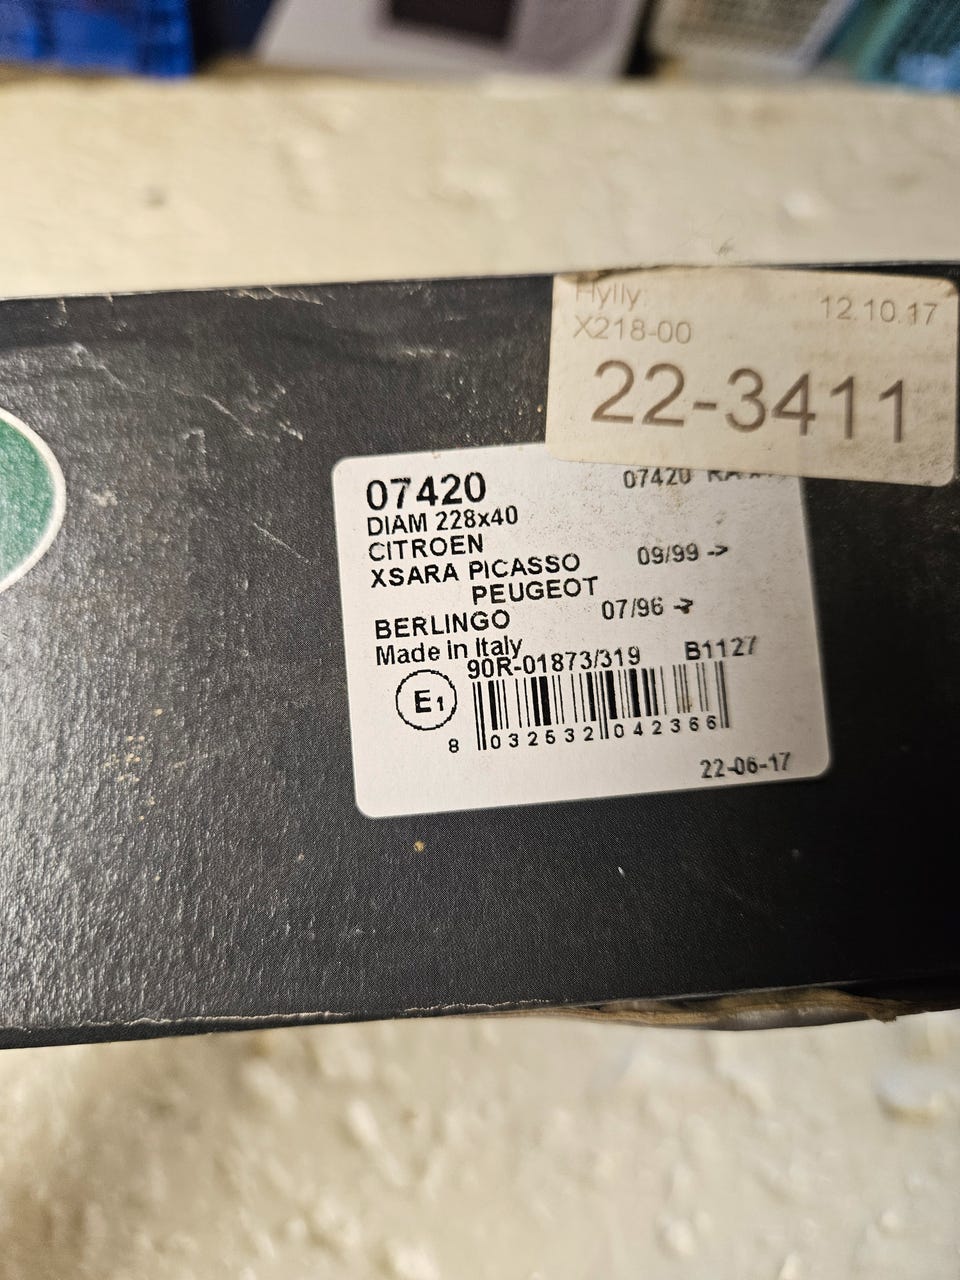 Hylly:
12.10.17
X218-00
22-3411
07420
07420
DIAM 228x40
CITROEN
XSARA PICASSO 09/99 ->
PEUGEOT
BERLINGO 07/96 ->
Made in Italy
90R-01873/319 B1127
E1
8 032532 042366
22-06-17